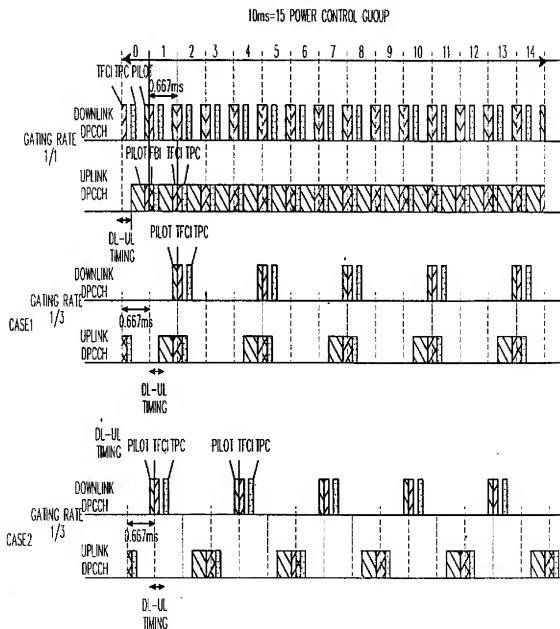 10ms=15 POWER CONTROL GUOUP
0 1 2 3 4 5 6 7 8 9 10 11 12 13 14
TFCI TPC PILOT
0.667ms
DOWNLINK
DPCCH
GATING RATE
1/1
PILOT FBI TFCI TPC
UPLINK
DPCCH
DL-UL
TIMING
PILOT TFCI TPC
DOWNLINK
DPCCH
GATING RATE
CASE1 1/3
0.667ms
UPLINK
DPCCH
DL-UL
TIMING
DL-UL
TIMING
PILOT TFCI TPC PILOT TFCI TPC
DOWNLINK
DPCCH
GATING RATE
CASE2 1/3
0.667ms
UPLINK
DPCCH
DL-UL
TIMING